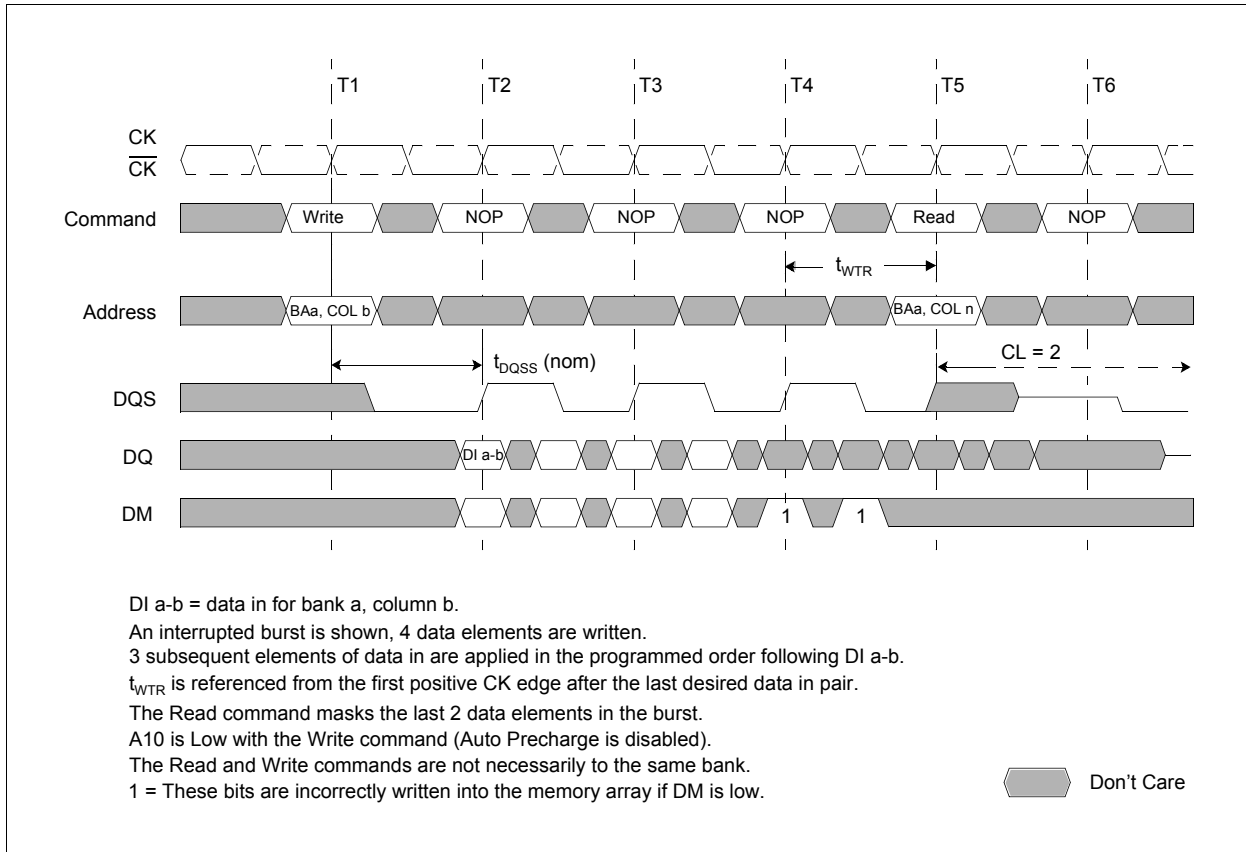 T1 T2 T3 T4 T5 T6
CK
CK
Command Write NOP NOP NOP Read NOP
tWTR
Address BAa, COL b BAa, COL n
tDQSS (nom) CL = 2
DQS
DQ DI a-b
DM 1 1
DI a-b = data in for bank a, column b.
An interrupted burst is shown, 4 data elements are written.
3 subsequent elements of data in are applied in the programmed order following DI a-b.
tWTR is referenced from the first positive CK edge after the last desired data in pair.
The Read command masks the last 2 data elements in the burst.
A10 is Low with the Write command (Auto Precharge is disabled).
The Read and Write commands are not necessarily to the same bank.
1 = These bits are incorrectly written into the memory array if DM is low.
Don't Care